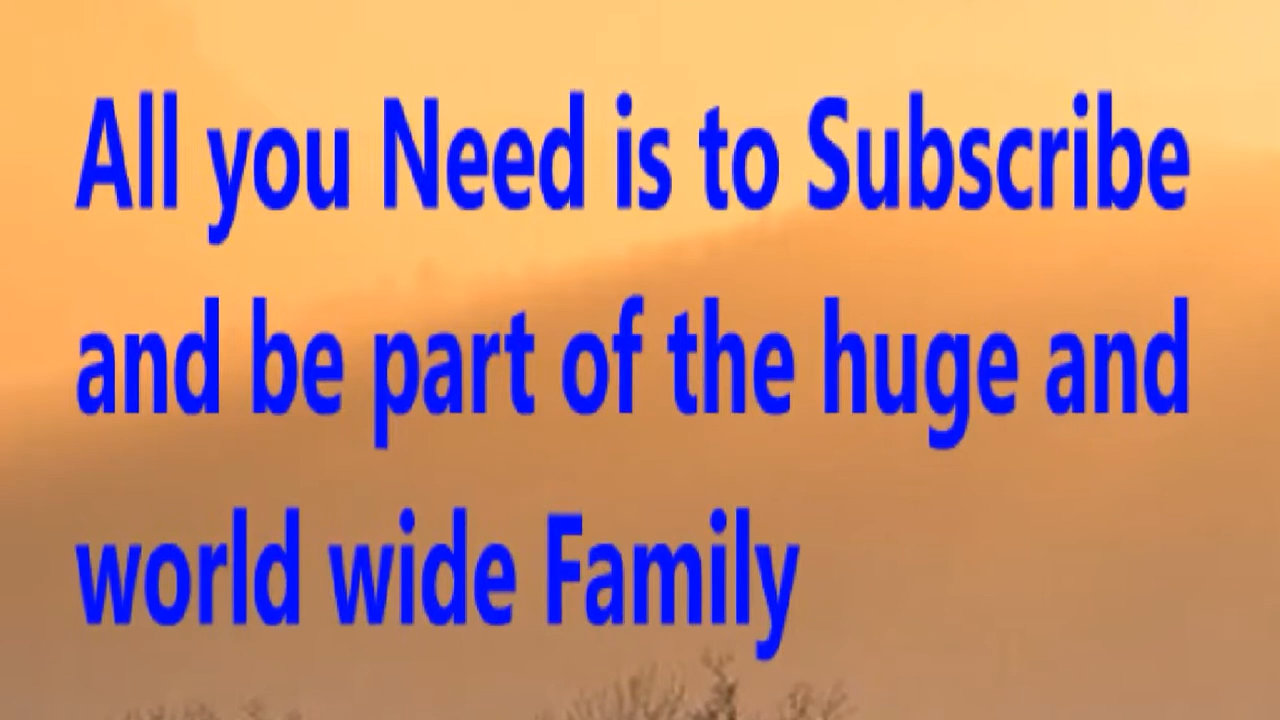 All you Need is to Subscribe
and be part of the huge and
world wide Family